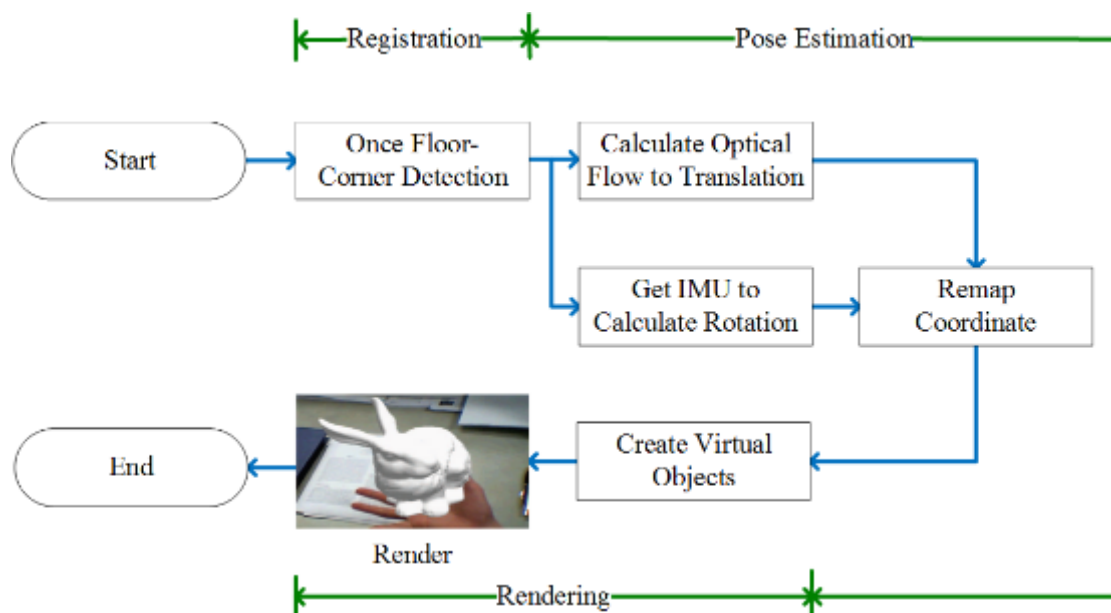 Registration
Pose Estimation
Start
Once Floor-
Corner Detection
Calculate Optical
Flow to Translation
Get IMU to
Calculate Rotation
Remap
Coordinate
End
Create Virtual
Objects
Render
Rendering